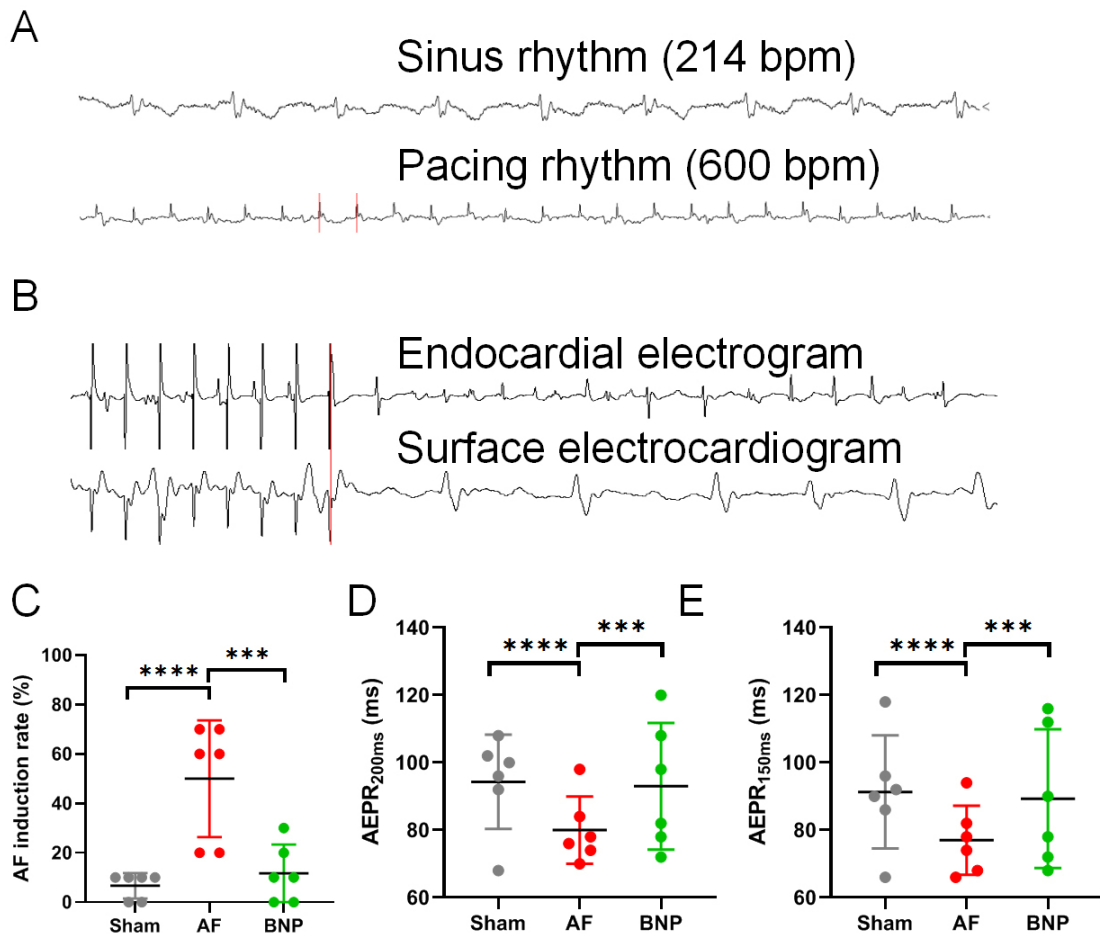 A
Sinus rhythm (214 bpm)
Pacing rhythm (600 bpm)
B
Endocardial electrogram
Surface electrocardiogram
C
AF induction rate (%)
100
80
60
40
20
0
****
***
Sham
AF
BNP
D
AEPR200ms (ms)
140
120
100
80
60
****
***
Sham
AF
BNP
E
AEPR150ms (ms)
140
120
100
80
60
****
***
Sham
AF
BNP